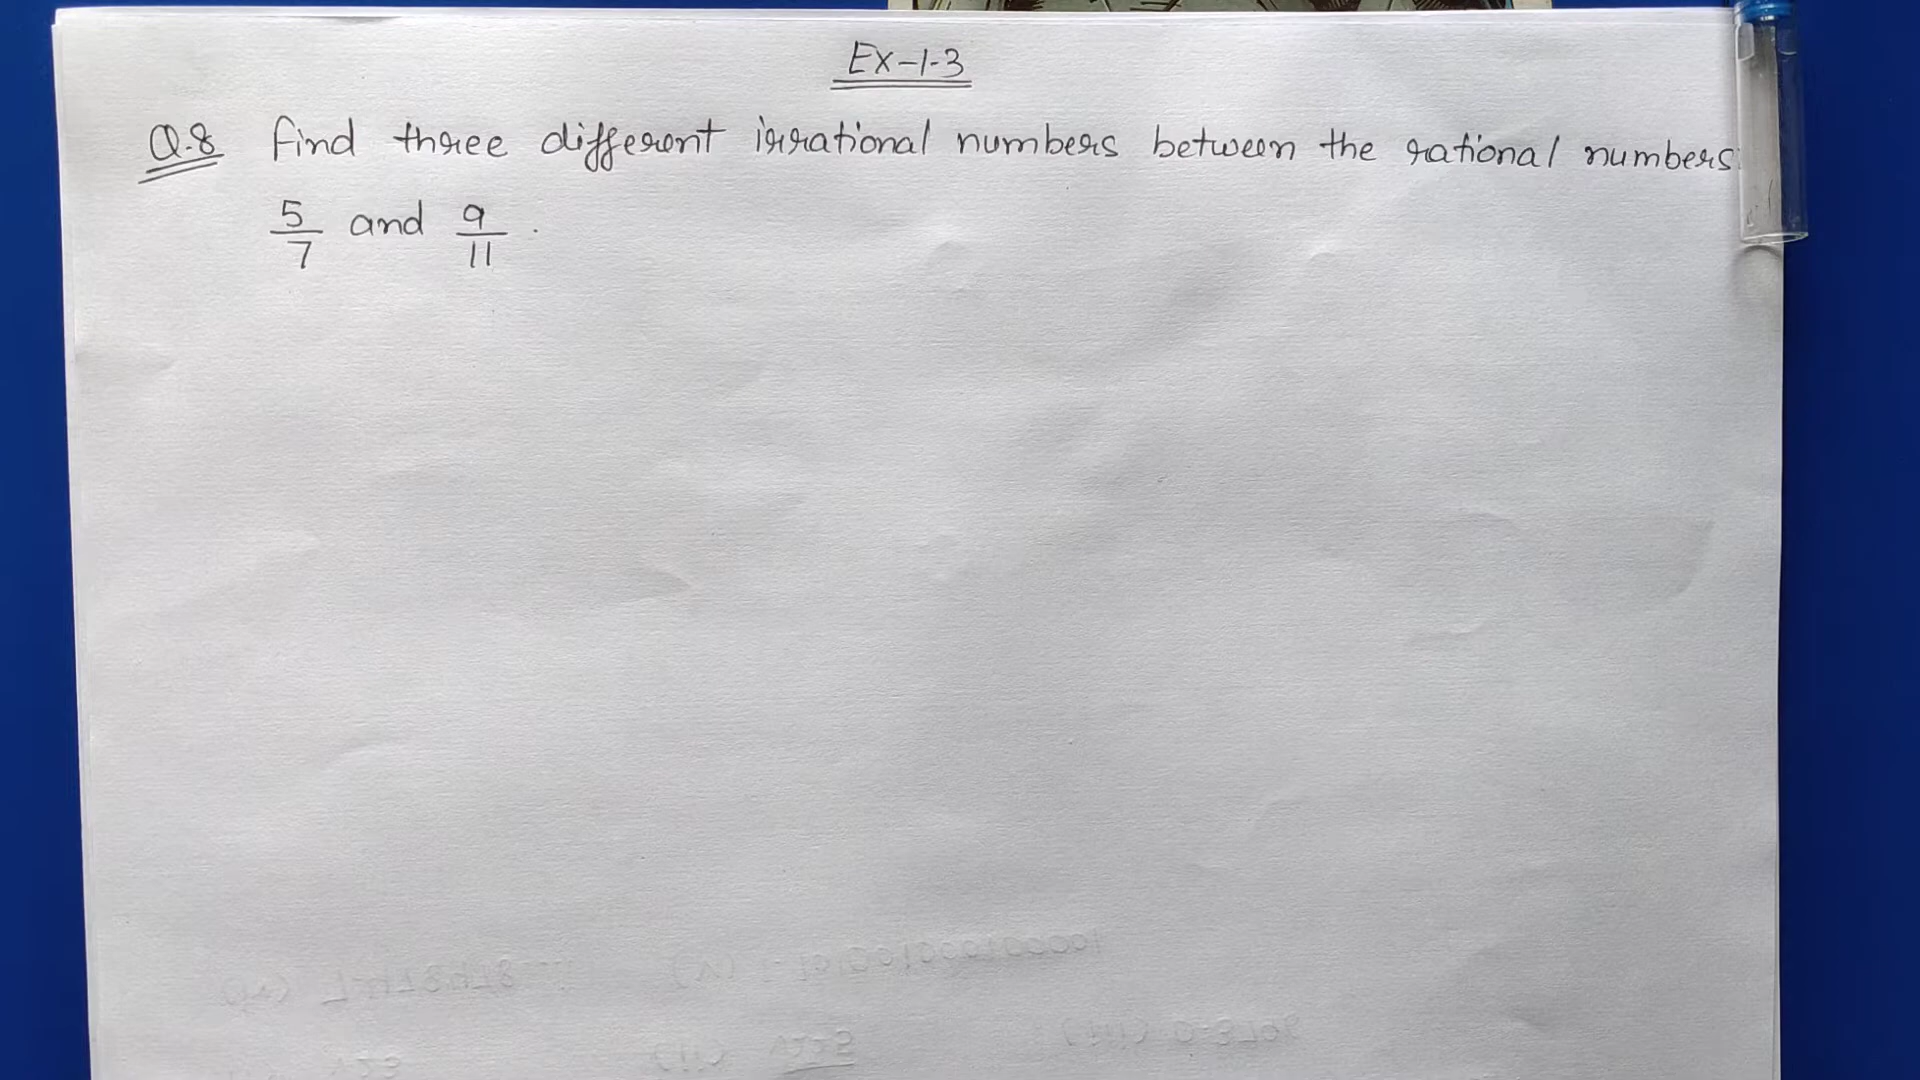 Ex-1.3
Q.8 Find three different irrational numbers between the rational numbers
5/7 and 9/11.